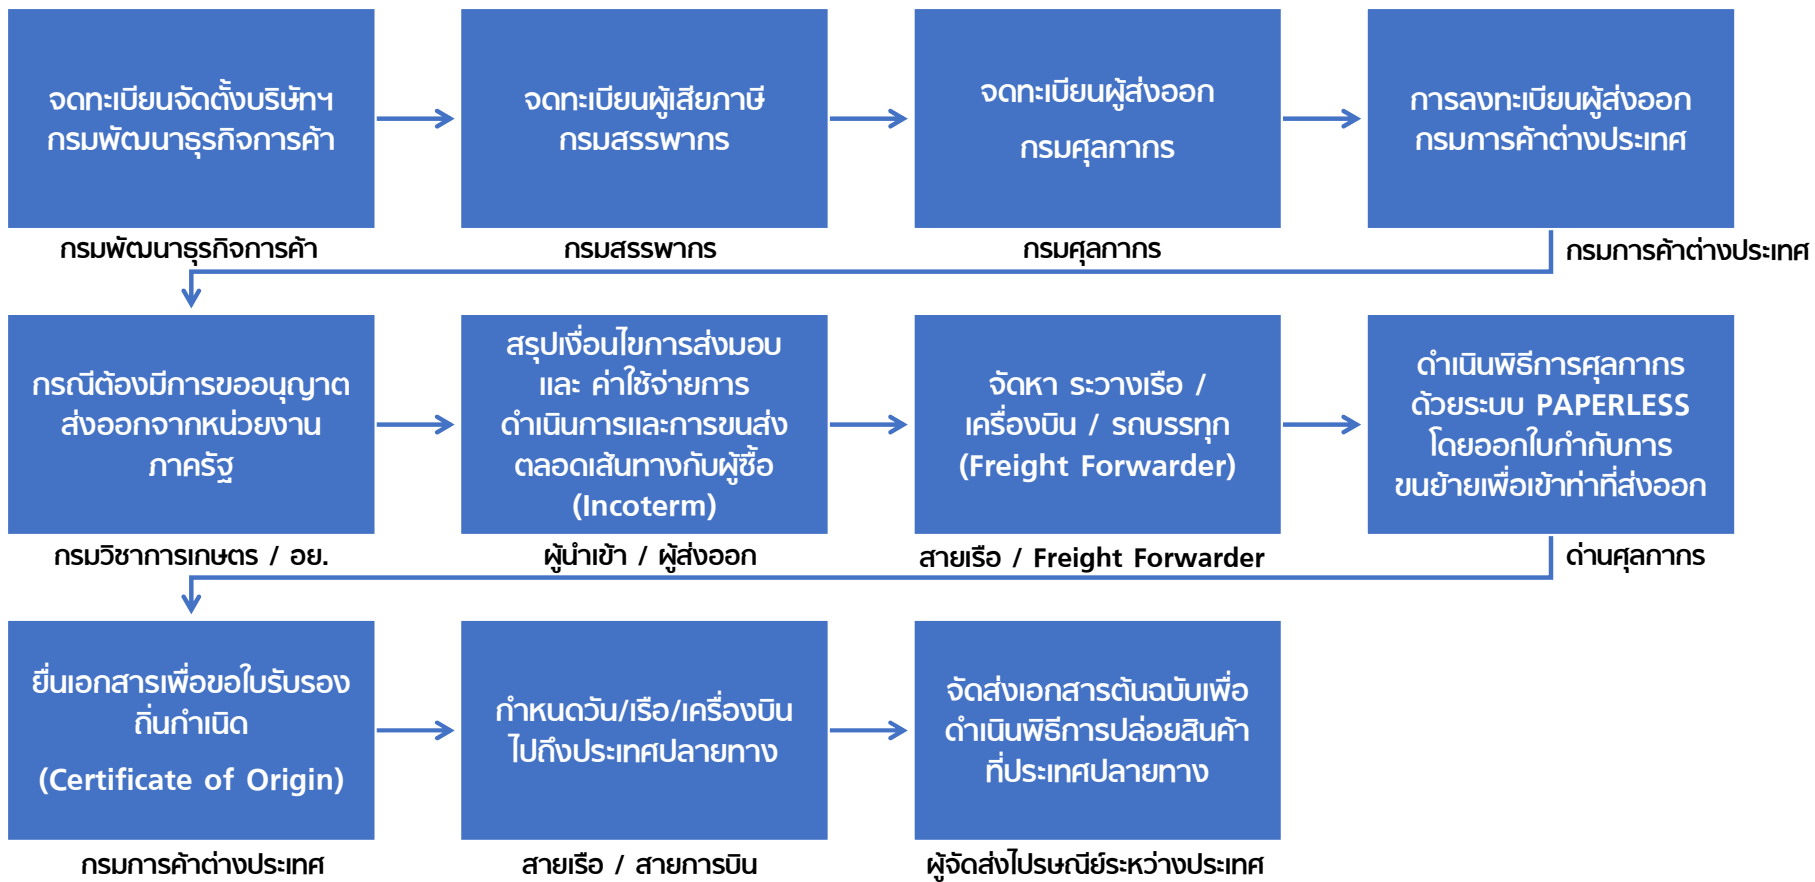 จดทะเบียนจัดตั้งบริษัทฯ
กรมพัฒนาธุรกิจการค้า
กรมพัฒนาธุรกิจการค้า
จดทะเบียนผู้เสียภาษี
กรมสรรพากร
กรมสรรพากร
จดทะเบียนผู้ส่งออก
กรมศุลกากร
กรมศุลกากร
การลงทะเบียนผู้ส่งออก
กรมการค้าต่างประเทศ
กรมการค้าต่างประเทศ
กรณีต้องมีการขออนุญาต
ส่งออกจากหน่วยงาน
ภาครัฐ
กรมวิชาการเกษตร / อย.
สรุปเงื่อนไขการส่งมอบ
และ ค่าใช้จ่ายการ
ดำเนินการและการขนส่ง
ตลอดเส้นทางกับผู้ซื้อ
(Incoterm)
ผู้นำเข้า / ผู้ส่งออก
จัดหา ระวางเรือ /
เครื่องบิน / รถบรรทุก
(Freight Forwarder)
สายเรือ / Freight Forwarder
ดำเนินพิธีการศุลกากร
ด้วยระบบ PAPERLESS
โดยออกใบกำกับการ
ขนย้ายเพื่อเข้าท่าที่ส่งออก
ด่านศุลกากร
ยื่นเอกสารเพื่อขอใบรับรอง
ถิ่นกำเนิด
(Certificate of Origin)
กรมการค้าต่างประเทศ
กำหนดวัน/เรือ/เครื่องบิน
ไปถึงประเทศปลายทาง
สายเรือ / สายการบิน
จัดส่งเอกสารต้นฉบับเพื่อ
ดำเนินพิธีการปล่อยสินค้า
ที่ประเทศปลายทาง
ผู้จัดส่งไปรษณีย์ระหว่างประเทศ